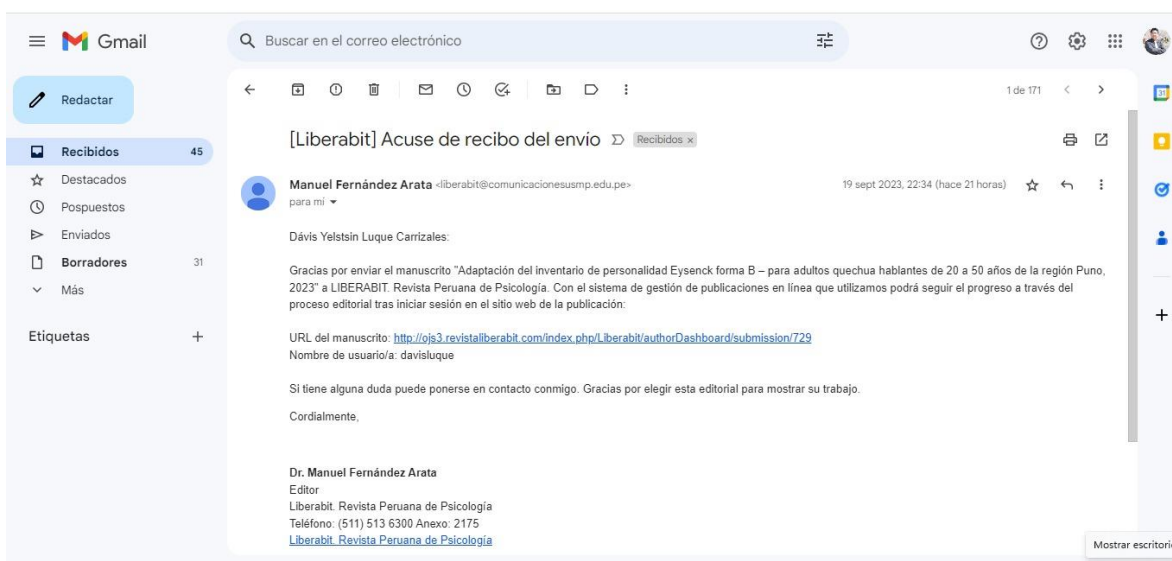 Gmail
Buscar en el correo electrónico
Redactar
1 de 171
Recibidos 45
Destacados
Pospuestos
Enviados
Borradores 31
Más
Etiquetas
[Liberabit] Acuse de recibo del envío Recibidos x
Manuel Fernández Arata <liberabit@comunicacionesusmp.edu.pe> 19 sept 2023, 22:34 (hace 21 horas)
para mí
Dávis Yelstsin Luque Carrizales:
Gracias por enviar el manuscrito "Adaptación del inventario de personalidad Eysenck forma B – para adultos quechua hablantes de 20 a 50 años de la región Puno,
2023" a LIBERABIT. Revista Peruana de Psicología. Con el sistema de gestión de publicaciones en línea que utilizamos podrá seguir el progreso a través del
proceso editorial tras iniciar sesión en el sitio web de la publicación:
URL del manuscrito: http://ojs3.revistaliberabit.com/index.php/Liberabit/authorDashboard/submission/729
Nombre de usuario/a: davisluque
Si tiene alguna duda puede ponerse en contacto conmigo. Gracias por elegir esta editorial para mostrar su trabajo.
Cordialmente,
Dr. Manuel Fernández Arata
Editor
Liberabit. Revista Peruana de Psicología
Teléfono: (511) 513 6300 Anexo: 2175
Liberabit. Revista Peruana de Psicología
31
Mostrar escritori